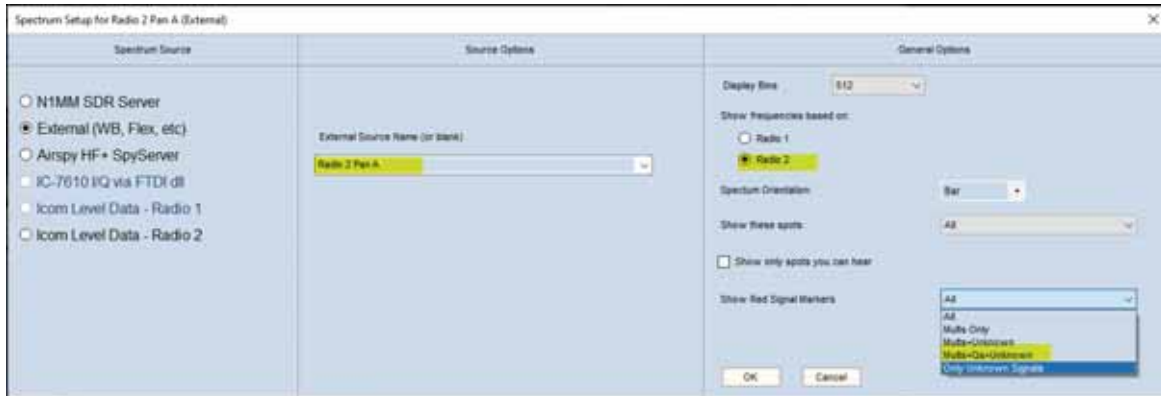 Spectrum Setup for Radio 2 Pan A (External)
Spectrum Source
Source Options
General Options
N1MM SDR Server
External (WB, Flex, etc)
Airspy HF+ SpyServer
IC-7610 I/Q via FTDI dll
Icom Level Data - Radio 1
Icom Level Data - Radio 2
External Source Name (or blank)
Radio 2 Pan A
Display Bins 512
Show frequencies based on:
Radio 1
Radio 2
Spectum Orientation Bar
Show these spots All
Show only spots you can hear
Show Red Signal Markers All
All
Mults Only
Mults+Unknown
Mults+Qs+Unknown
Only Unknown Signals
OK Cancel